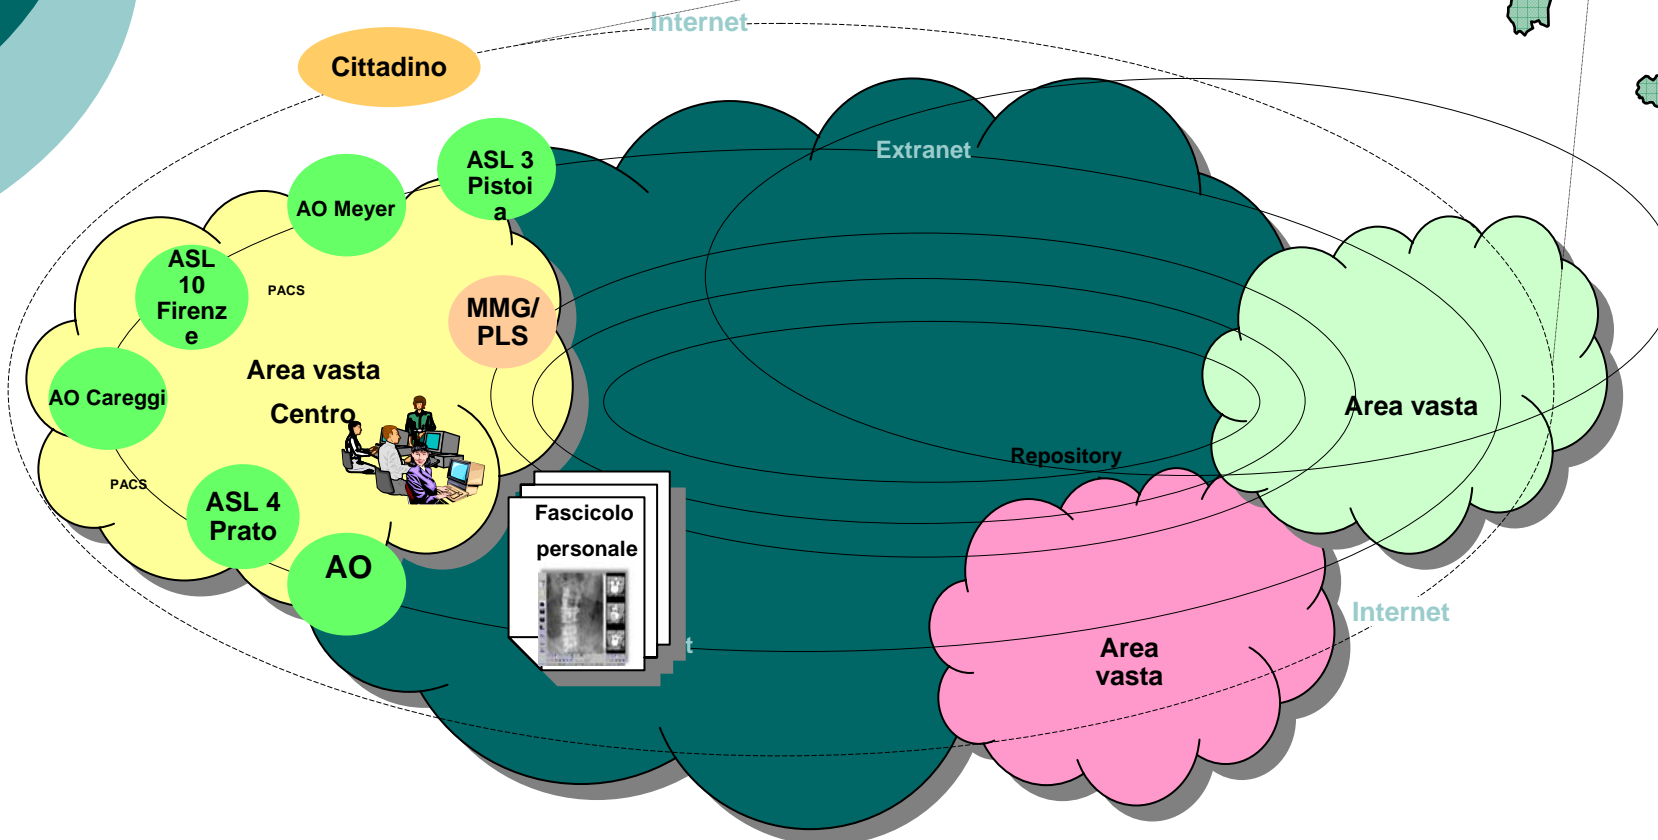 Internet
Cittadino
Extranet
ASL 3
Pistoi
a
AO Meyer
ASL
10
Firenz
e
PACS
MMG/
PLS
Area vasta
Centro
AO Careggi
Area vasta
Repository
PACS
ASL 4
Prato
AO
Fascicolo
personale
t
Internet
Area
vasta